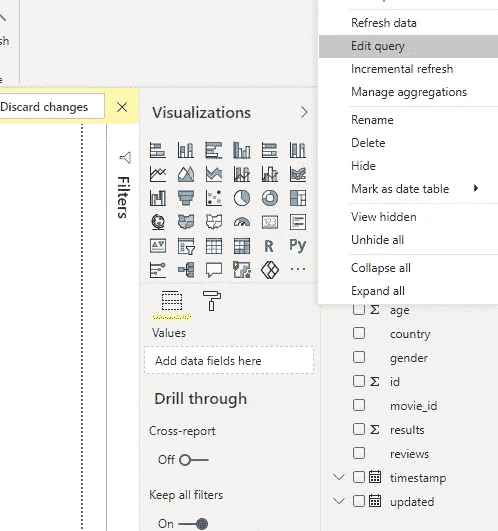 sh
Discard changes
Filters
Visualizations
123
R
Py
Values
Add data fields here
Drill through
Cross-report
Off
Keep all filters
On
Refresh data
Edit query
Incremental refresh
Manage aggregations
Rename
Delete
Hide
Mark as date table
View hidden
Unhide all
Collapse all
Expand all
Σ age
country
gender
Σ id
movie_id
Σ results
reviews
timestamp
updated